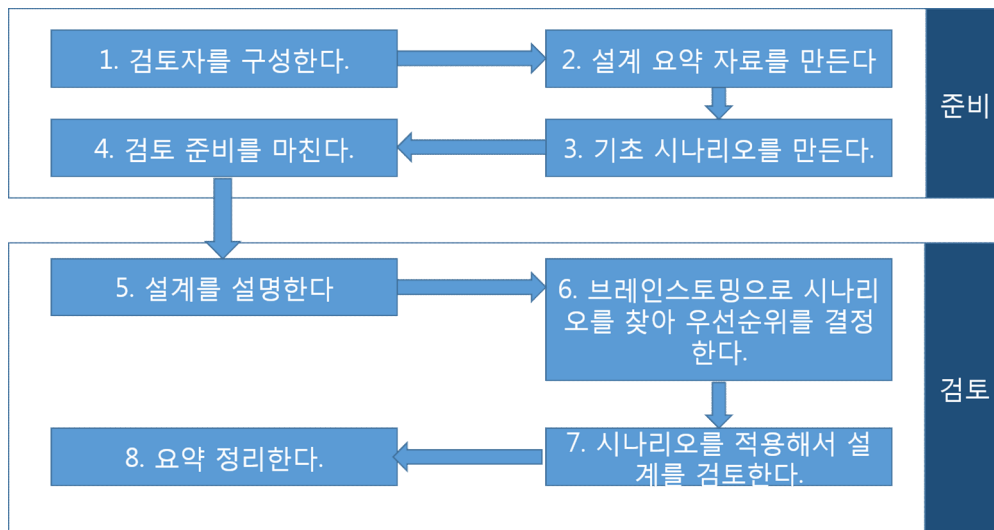 1. 검토자를 구성한다.
2. 설계 요약 자료를 만든다
준비
4. 검토 준비를 마친다.
3. 기초 시나리오를 만든다.
5. 설계를 설명한다
6. 브레인스토밍으로 시나리
오를 찾아 우선순위를 결정
한다.
검토
8. 요약 정리한다.
7. 시나리오를 적용해서 설
계를 검토한다.